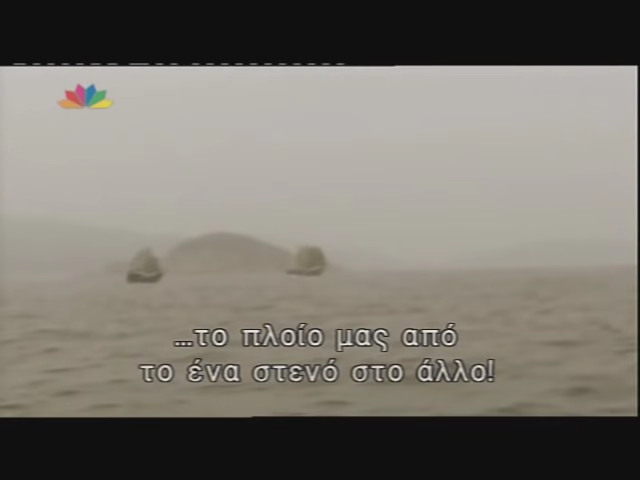 ...το πλοίο μας από
το ένα στενό στο άλλο!